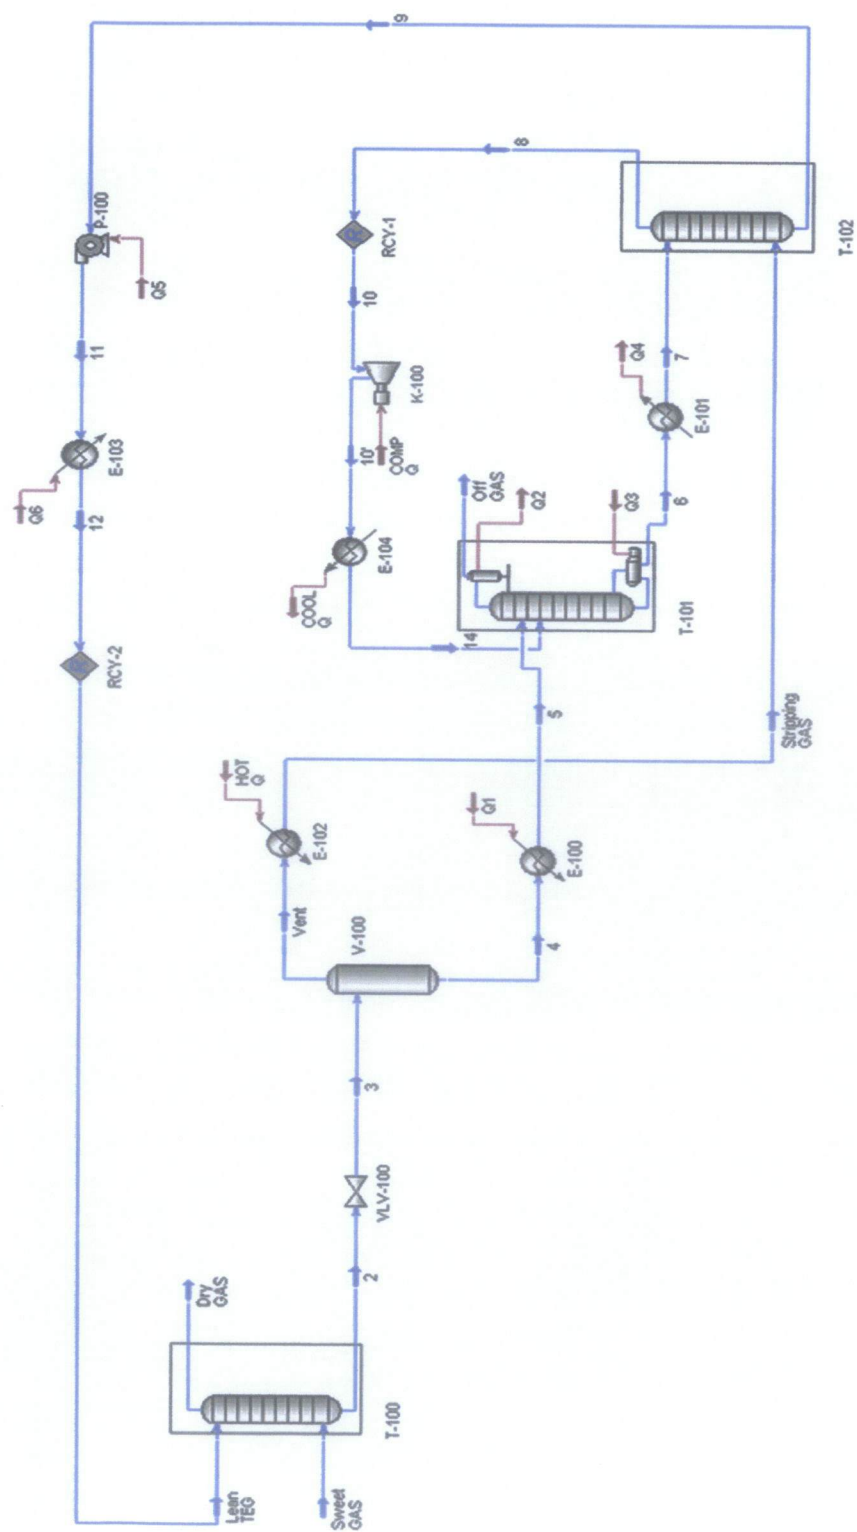 9
P-100
Q5
11
E-103
Q6
12
RCY-2
8
RCY-1
10
K-100
10'
COMP
Q
E-104
COOL
Q
14
T-102
Q4
7
E-101
6
Off
GAS
Q2
Q3
T-101
5
Stripping
GAS
HOT
Q
E-102
Q1
E-100
Vent
V-100
4
3
VLV-100
2
Dry
GAS
T-100
Lean
TEG
Sweet
GAS